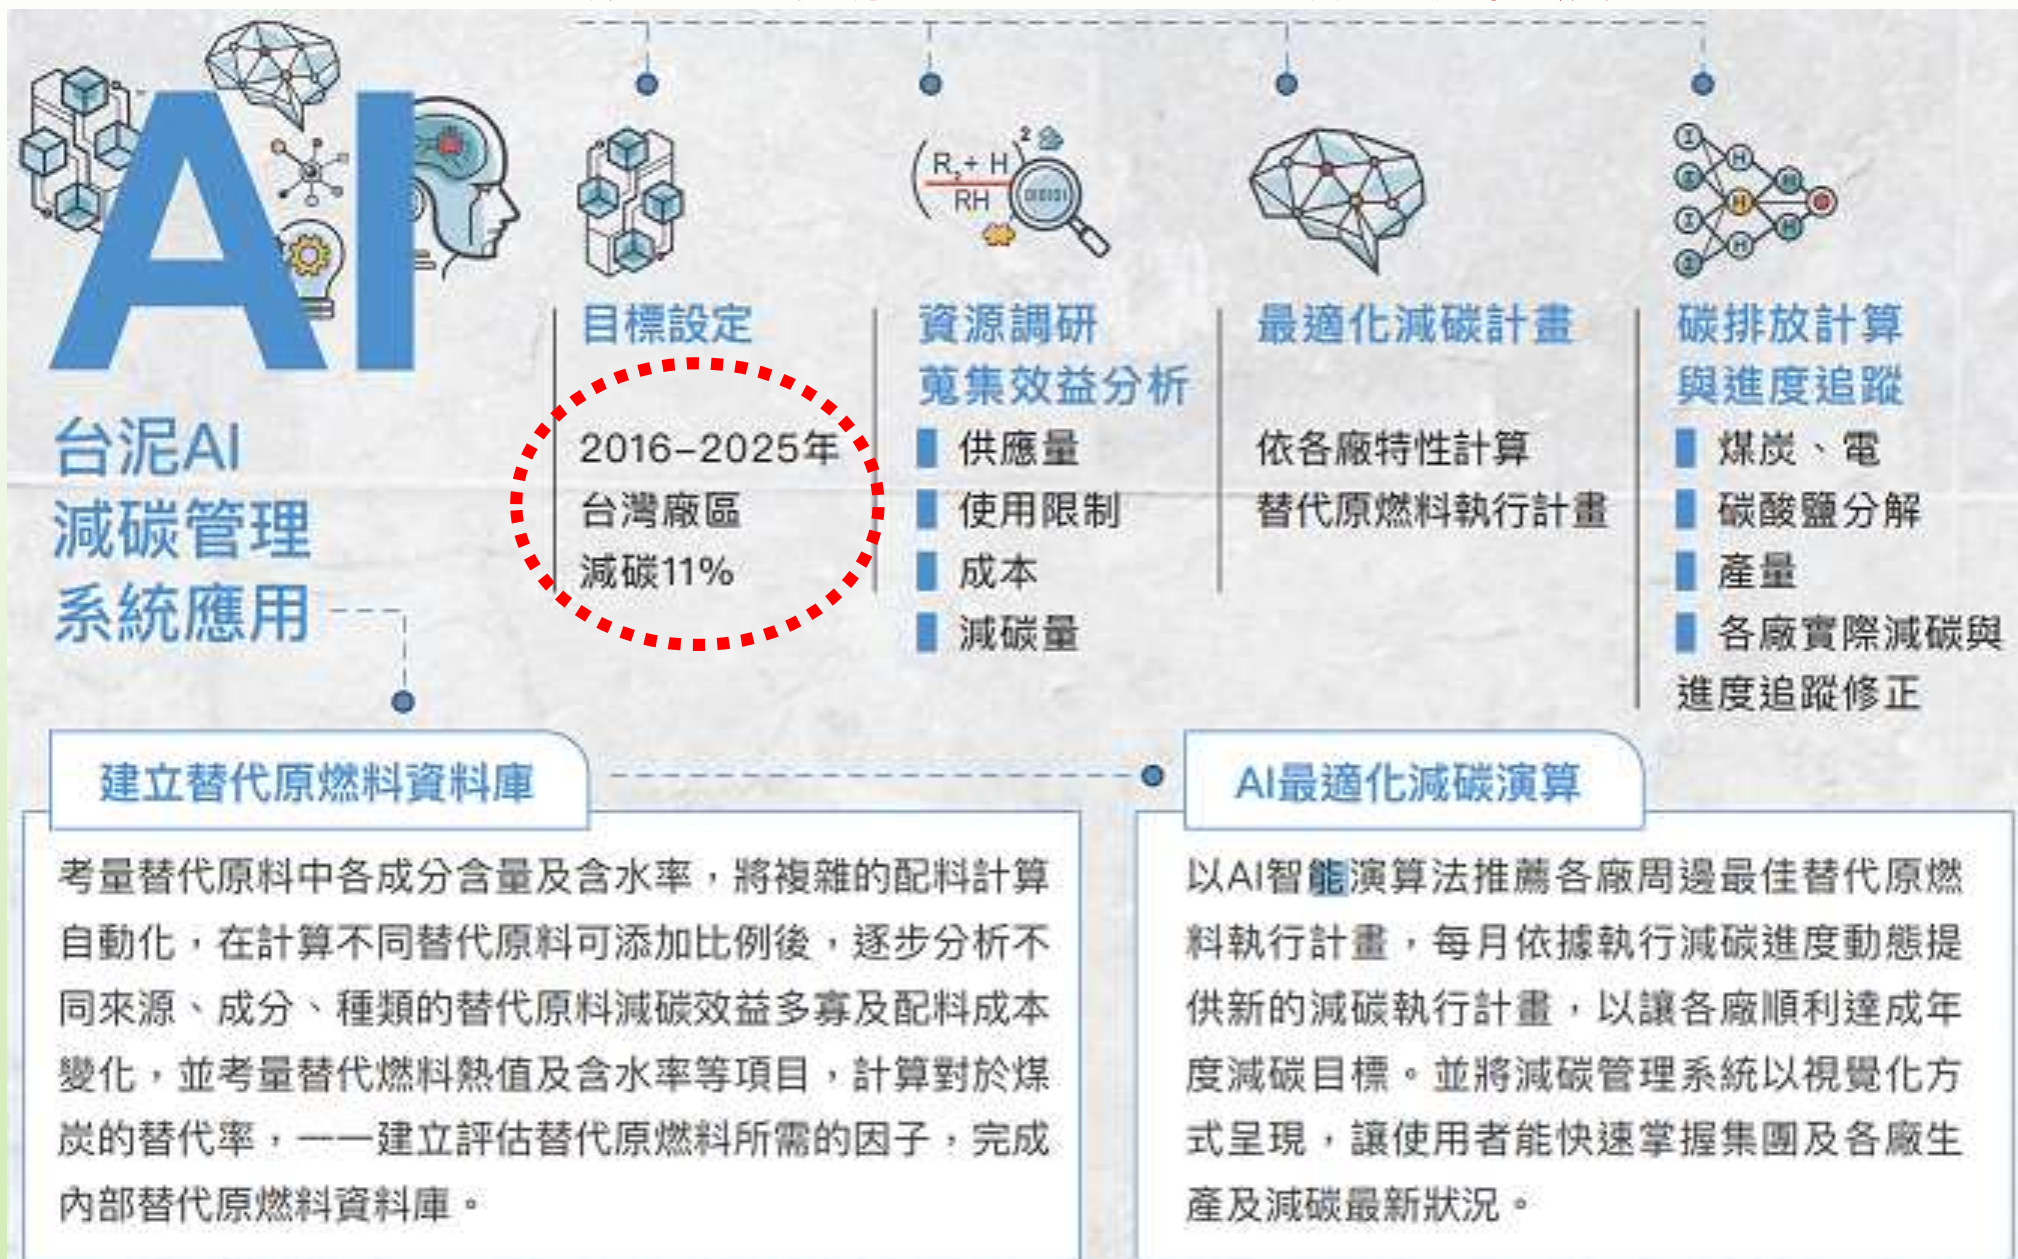 AI
台泥AI
減碳管理
系統應用
目標設定
2016–2025年
台灣廠區
減碳11%
資源調研
蒐集效益分析
供應量
使用限制
成本
減碳量
最適化減碳計畫
依各廠特性計算
替代原燃料執行計畫
碳排放計算
與進度追蹤
煤炭、電
碳酸鹽分解
產量
各廠實際減碳與
進度追蹤修正
建立替代原燃料資料庫
考量替代原料中各成分含量及含水率，將複雜的配料計算
自動化，在計算不同替代原料可添加比例後，逐步分析不
同來源、成分、種類的替代原料減碳效益多寡及配料成本
變化，並考量替代燃料熱值及含水率等項目，計算對於煤
炭的替代率，一一建立評估替代原燃料所需的因子，完成
內部替代原燃料資料庫。
AI最適化減碳演算
以AI智能演算法推薦各廠周邊最佳替代原燃
料執行計畫，每月依據執行減碳進度動態提
供新的減碳執行計畫，以讓各廠順利達成年
度減碳目標。並將減碳管理系統以視覺化方
式呈現，讓使用者能快速掌握集團及各廠生
產及減碳最新狀況。